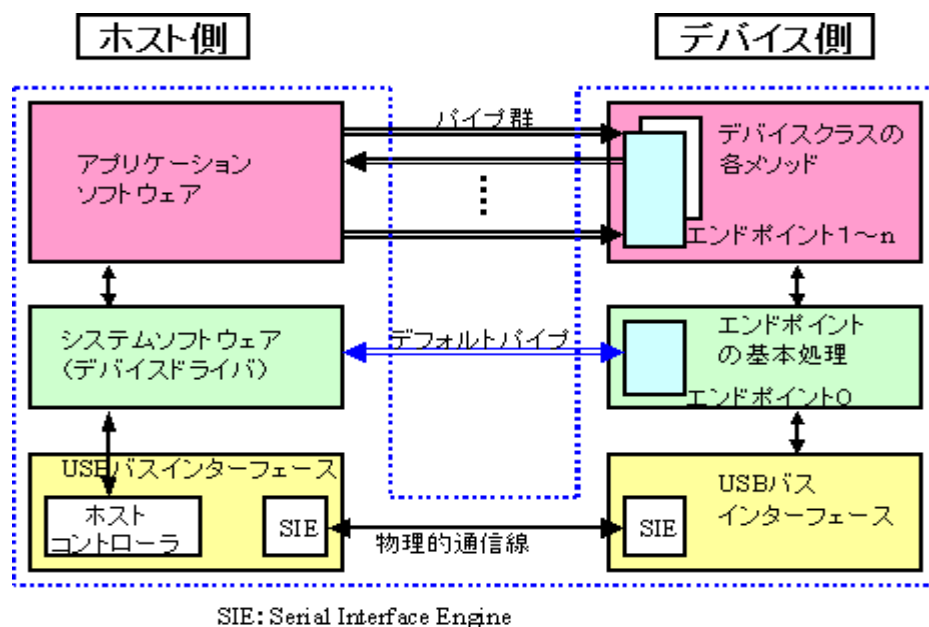 ホスト側
デバイス側
パイプ群
アプリケーション
ソフトウェア
デバイスクラスの
各メソッド
エンドポイント1~n
システムソフトウェア
(デバイスドライバ)
デフォルトパイプ
エンドポイント
の基本処理
エンドポイント0
USBバスインターフェース
ホスト
コントローラ
SIE
物理的通信線
SIE
USBバス
インターフェース
SIE: Serial Interface Engine